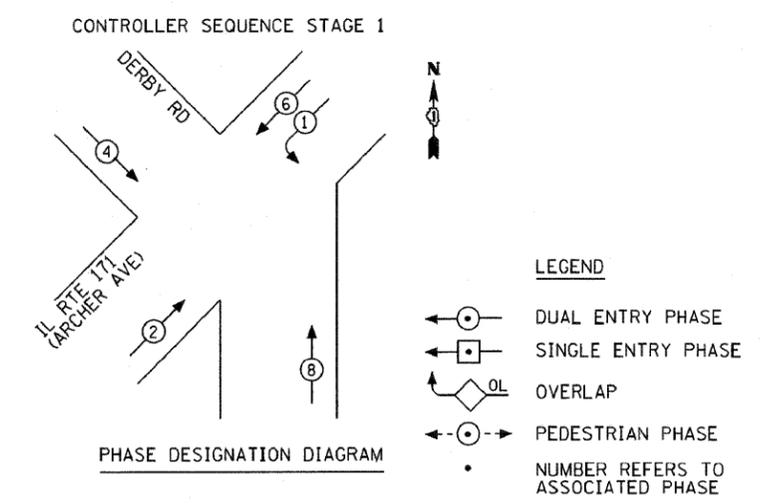 CONTROLLER SEQUENCE STAGE 1
DERBY RD
N
6
1
4
IL RTE 171
(ARCHER AVE)
2
8
LEGEND
DUAL ENTRY PHASE
SINGLE ENTRY PHASE
OL
OVERLAP
PEDESTRIAN PHASE
NUMBER REFERS TO
ASSOCIATED PHASE
PHASE DESIGNATION DIAGRAM